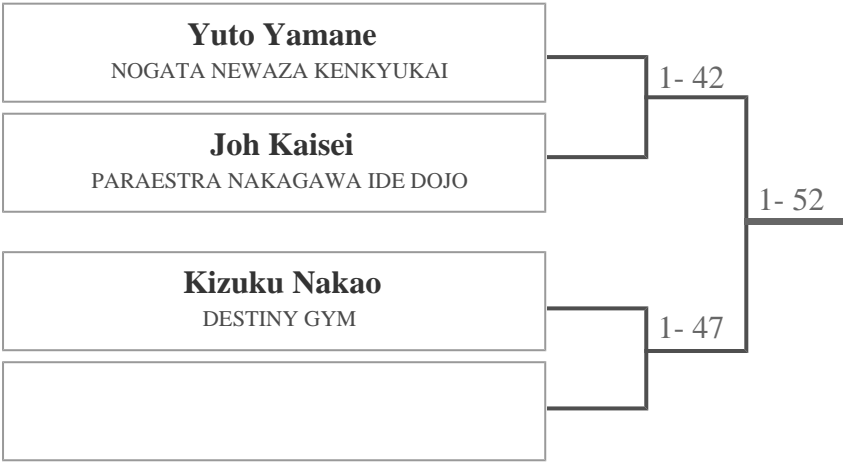 Yuto Yamane
NOGATA NEWAZA KENKYUKAI
1- 42
Joh Kaisei
PARAESTRA NAKAGAWA IDE DOJO
1- 52
Kizuku Nakao
DESTINY GYM
1- 47